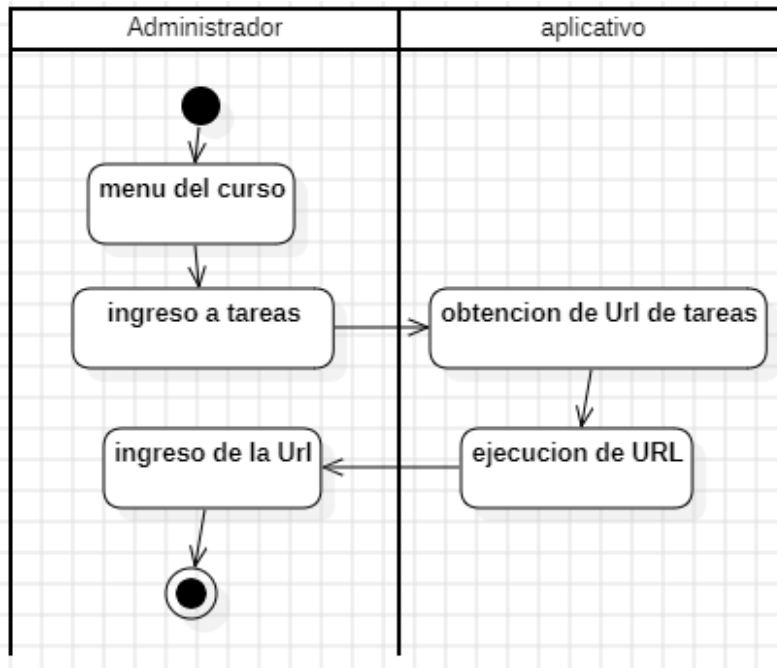 Administrador
aplicativo
menu del curso
ingreso a tareas
obtencion de Url de tareas
ingreso de la Url
ejecucion de URL